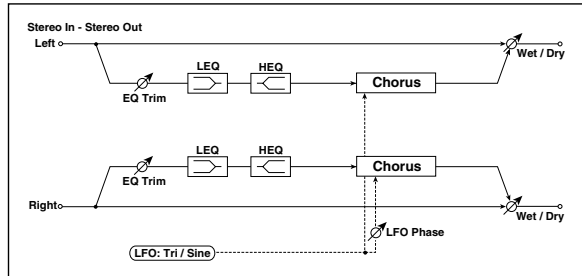 Stereo In - Stereo Out
Left
Wet / Dry
LEQ
HEQ
EQ Trim
Chorus
LEQ
HEQ
EQ Trim
Chorus
Right
Wet / Dry
LFO Phase
LFO: Tri / Sine